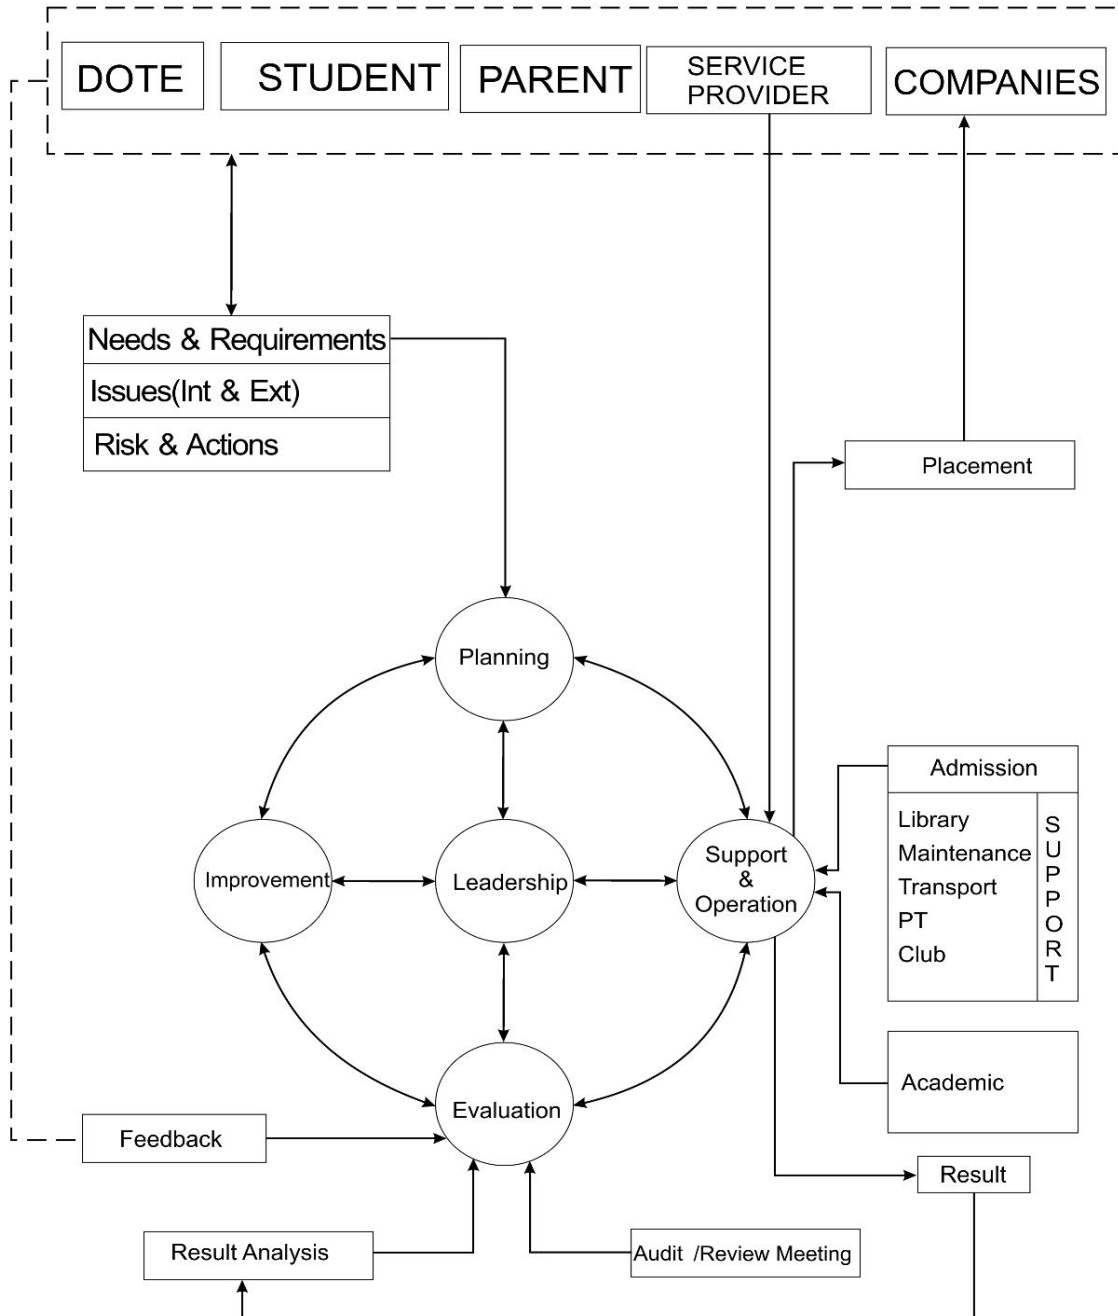 DOTE
STUDENT
PARENT
SERVICE
PROVIDER
COMPANIES
Needs & Requirements
Issues(Int & Ext)
Risk & Actions
Placement
Planning
Admission
Library
Maintenance
Transport
PT
Club
SUPPORT
Improvement
Leadership
Support
&
Operation
Academic
Evaluation
Feedback
Result
Result Analysis
Audit /Review Meeting